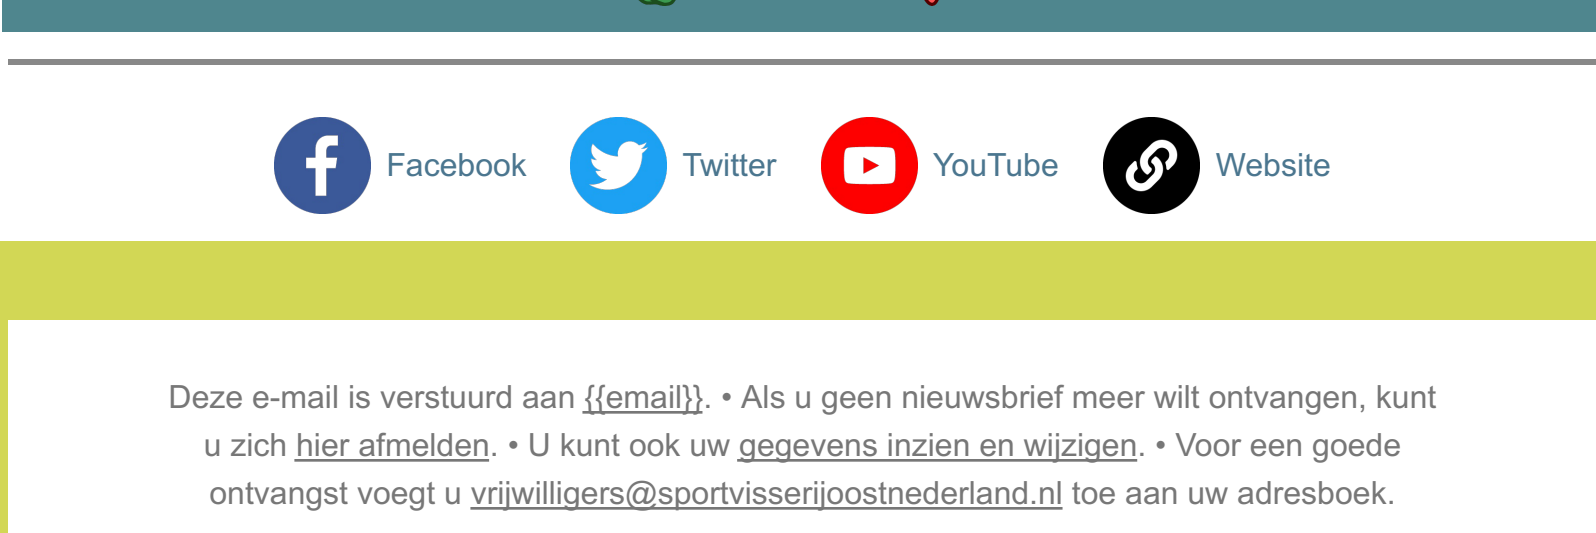 Facebook Twitter YouTube Website
Deze e-mail is verstuurd aan {{email}}. • Als u geen nieuwsbrief meer wilt ontvangen, kunt
u zich hier afmelden. • U kunt ook uw gegevens inzien en wijzigen. • Voor een goede
ontvangst voegt u vrijwilligers@sportvisserijoostnederland.nl toe aan uw adresboek.